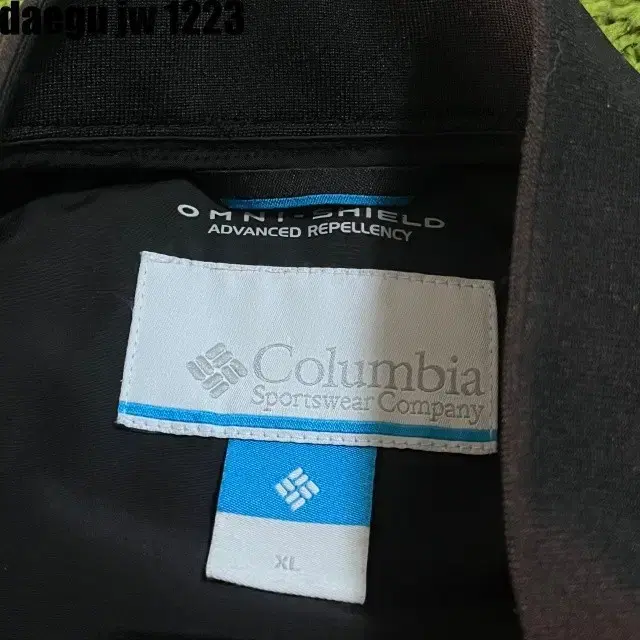 daegu jw 1223
OMNI-SHIELD
ADVANCED REPELLENCY
Columbia
Sportswear Company
XL